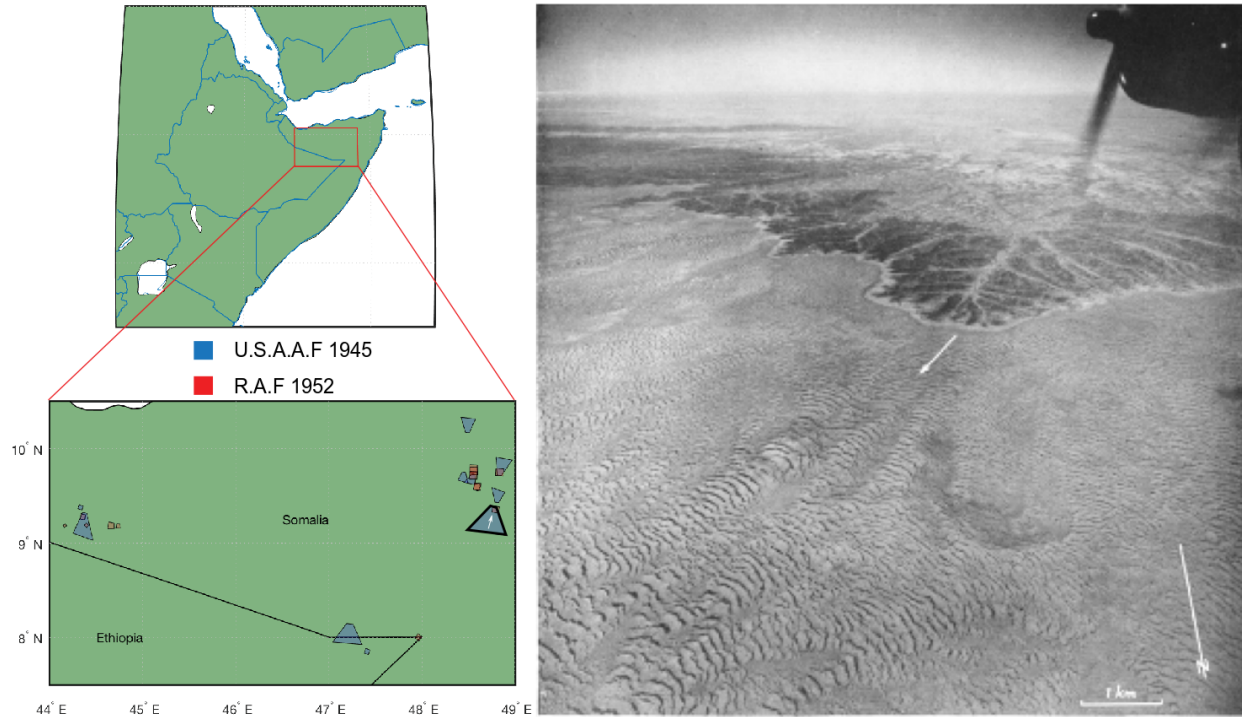 U.S.A.A.F 1945
R.A.F 1952
10° N
9° N
8° N
Somalia
Ethiopia
44° E
45° E
46° E
47° E
48° E
49° E
N
1 km